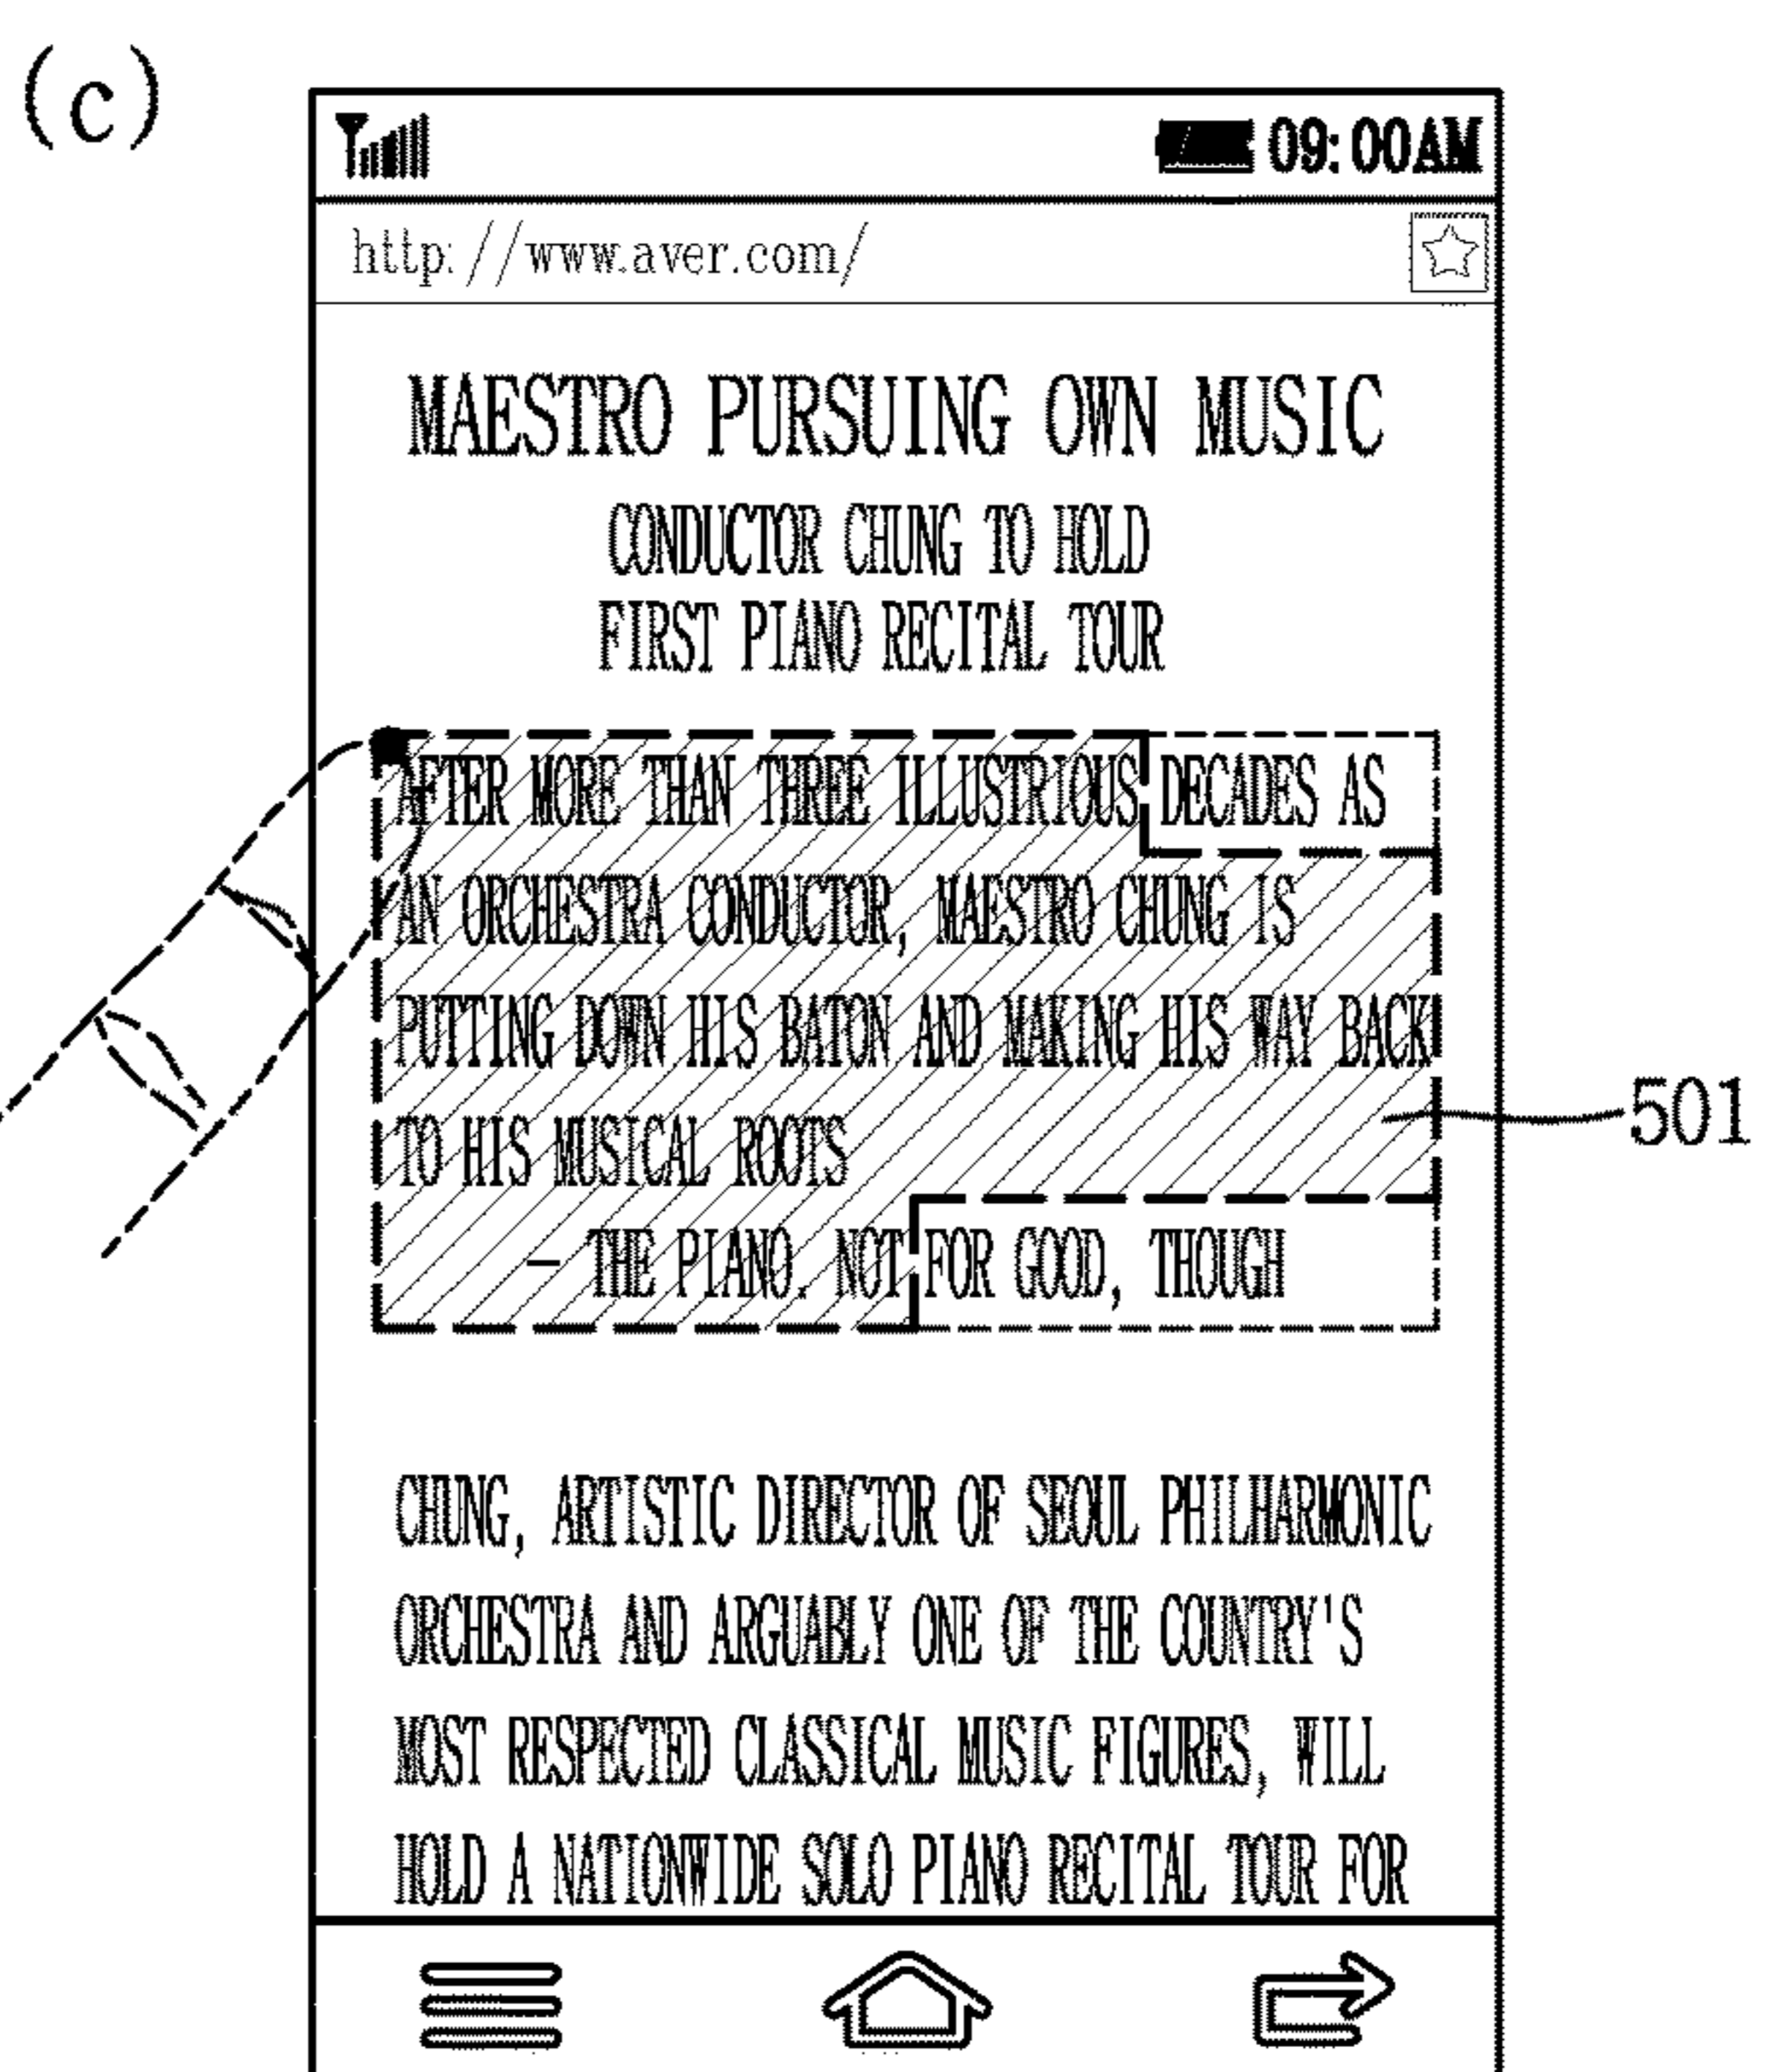 (c)
09:00AM
http://www.aver.com/
MAESTRO PURSUING OWN MUSIC
CONDUCTOR CHUNG TO HOLD
FIRST PIANO RECITAL TOUR
AFTER MORE THAN THREE ILLUSTRIOUS DECADES AS
AN ORCHESTRA CONDUCTOR, MAESTRO CHUNG IS
PUTTING DOWN HIS BATON AND MAKING HIS WAY BACK
501
TO HIS MUSICAL ROOTS
– THE PIANO. NOT FOR GOOD, THOUGH
CHUNG, ARTISTIC DIRECTOR OF SEOUL PHILHARMONIC
ORCHESTRA AND ARGUABLY ONE OF THE COUNTRY'S
MOST RESPECTED CLASSICAL MUSIC FIGURES, WILL
HOLD A NATIONWIDE SOLO PIANO RECITAL TOUR FOR